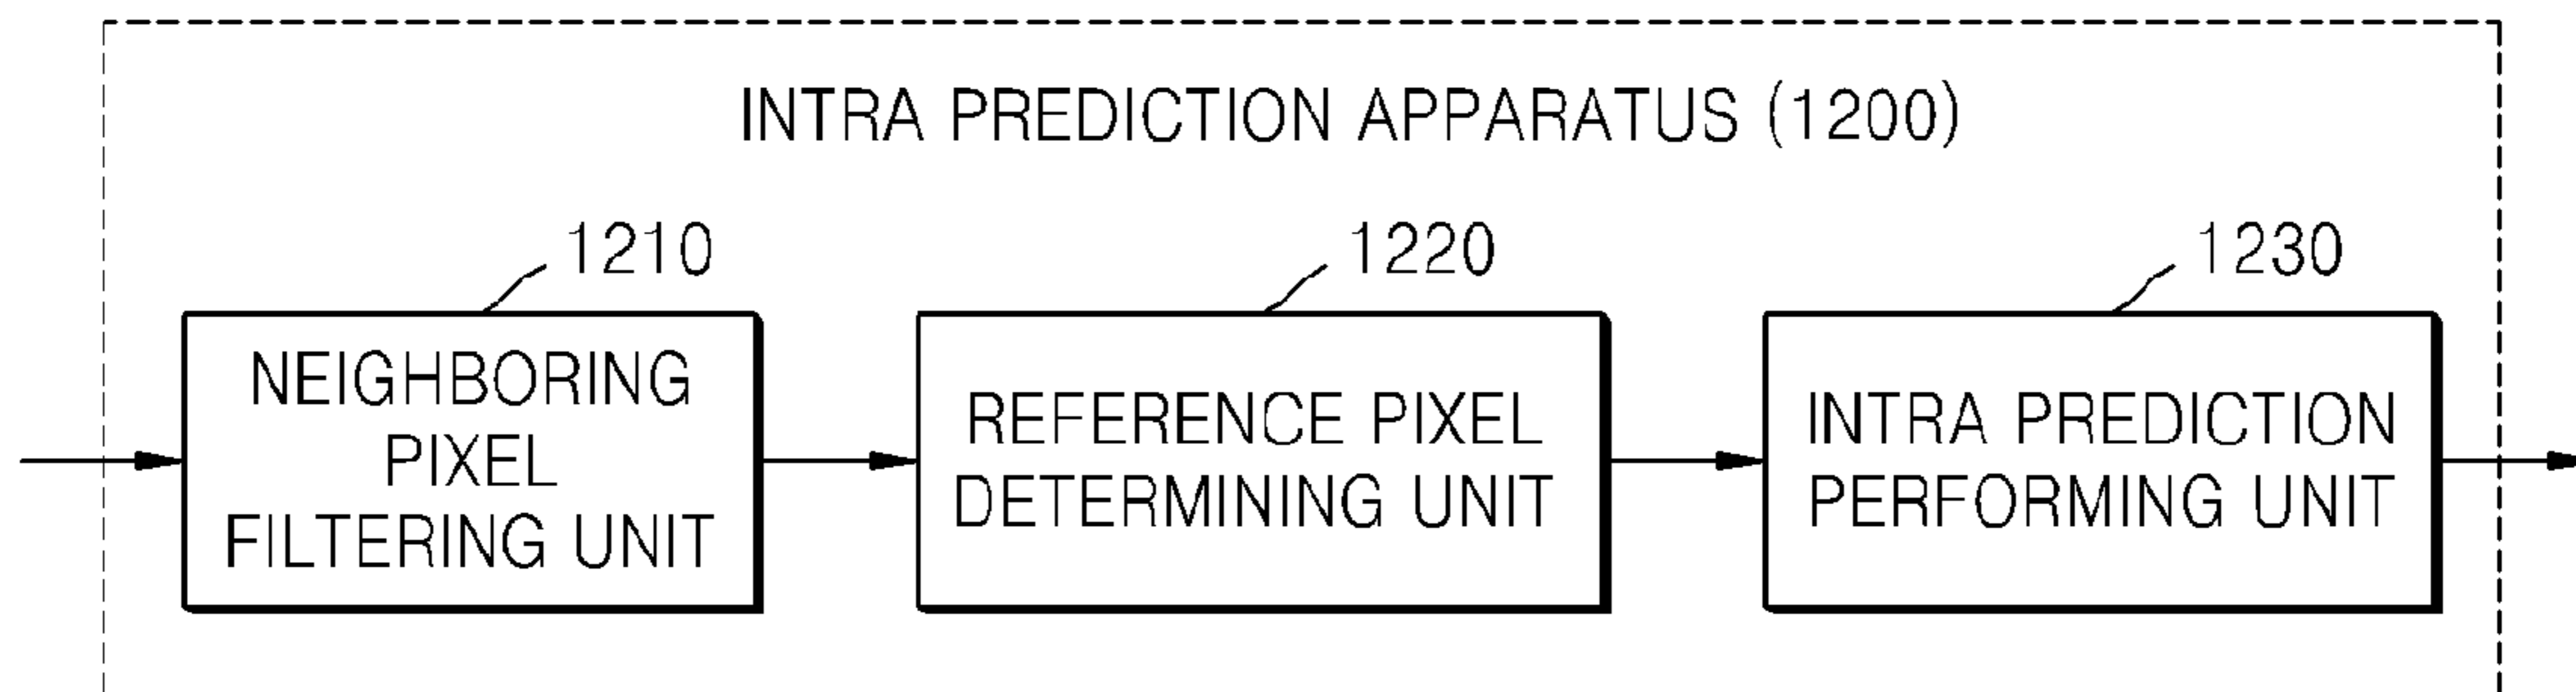 INTRA PREDICTION APPARATUS (1200)
1210
1220
1230
NEIGHBORING
PIXEL
FILTERING UNIT
REFERENCE PIXEL
DETERMINING UNIT
INTRA PREDICTION
PERFORMING UNIT